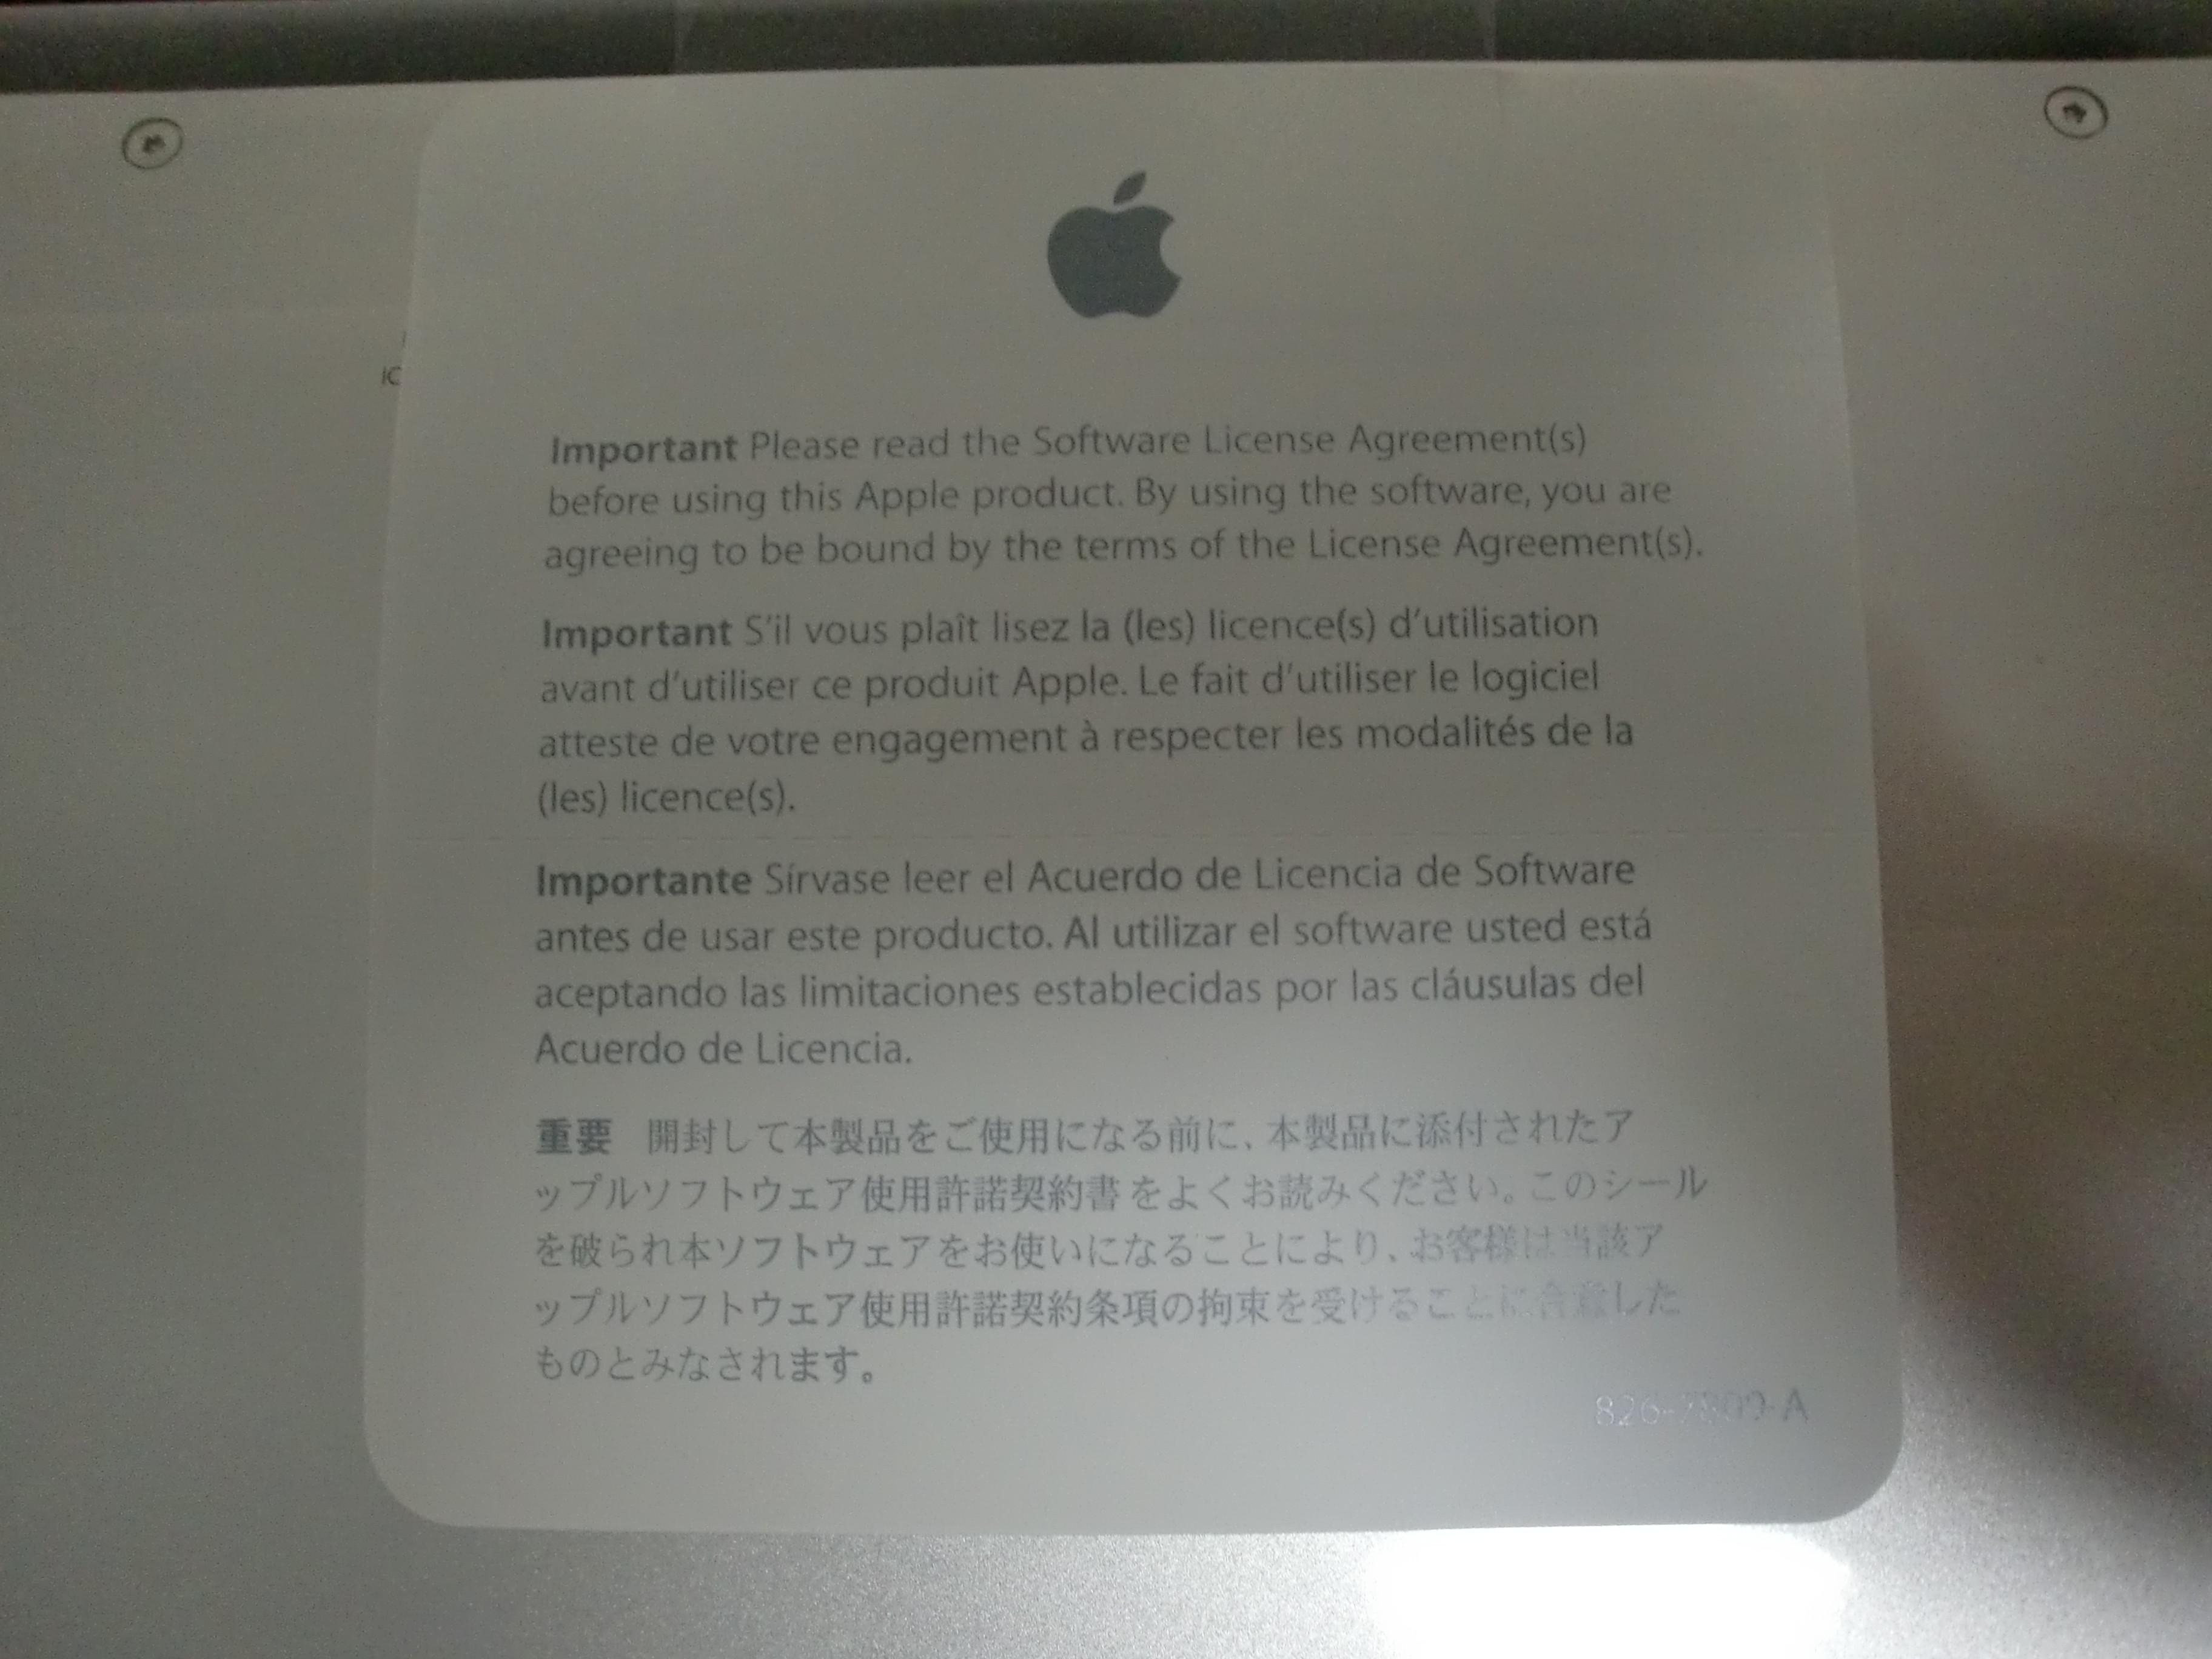 IC
Important Please read the Software License Agreement(s)
before using this Apple product. By using the software, you are
agreeing to be bound by the terms of the License Agreement(s).
Important S'il vous plaît lisez la (les) licence(s) d'utilisation
avant d'utiliser ce produit Apple. Le fait d'utiliser le logiciel
atteste de votre engagement à respecter les modalités de la
(les) licence(s).
Importante Sírvase leer el Acuerdo de Licencia de Software
antes de usar este producto. Al utilizar el software usted está
aceptando las limitaciones establecidas por las cláusulas del
Acuerdo de Licencia.
重要 開封して本製品をご使用になる前に、本製品に添付されたア
ップルソフトウェア使用許諾契約書をよくお読みください。このシール
を破られ本ソフトウェアをお使いになることにより、お客様は当該ア
ップルソフトウェア使用許諾契約条項の拘束を受けることに合意した
ものとみなされます。